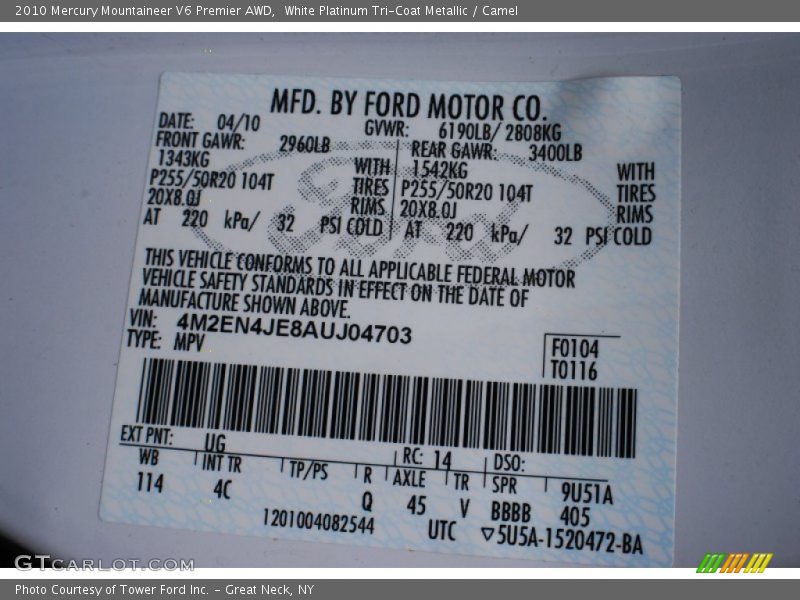 2010 Mercury Mountaineer V6 Premier AWD,  White Platinum Tri-Coat Metallic / Camel
MFD. BY FORD MOTOR CO.
DATE: 04/10 GVWR: 6190LB/ 2808KG
FRONT GAWR: 2960LB REAR GAWR: 3400LB
1343KG WITH 1542KG WITH
P255/50R20 104T TIRES P255/50R20 104T TIRES
20X8.0J RIMS 20X8.0J RIMS
AT 220 kPa/ 32 PSI COLD AT 220 kPa/ 32 PSI COLD
Ford
THIS VEHICLE CONFORMS TO ALL APPLICABLE FEDERAL MOTOR
VEHICLE SAFETY STANDARDS IN EFFECT ON THE DATE OF
MANUFACTURE SHOWN ABOVE.
VIN: 4M2EN4JE8AUJ04703
TYPE: MPV
F0104
T0116
EXT PNT: UG RC: 14 DSO:
WB INT TR TP/PS R AXLE TR SPR 9U51A
114 4C Q 45 V BBBB 405
1201004082544 UTC ▽5U5A-1520472-BA
GTCARLOT.COM
Photo Courtesy of Tower Ford Inc. - Great Neck, NY